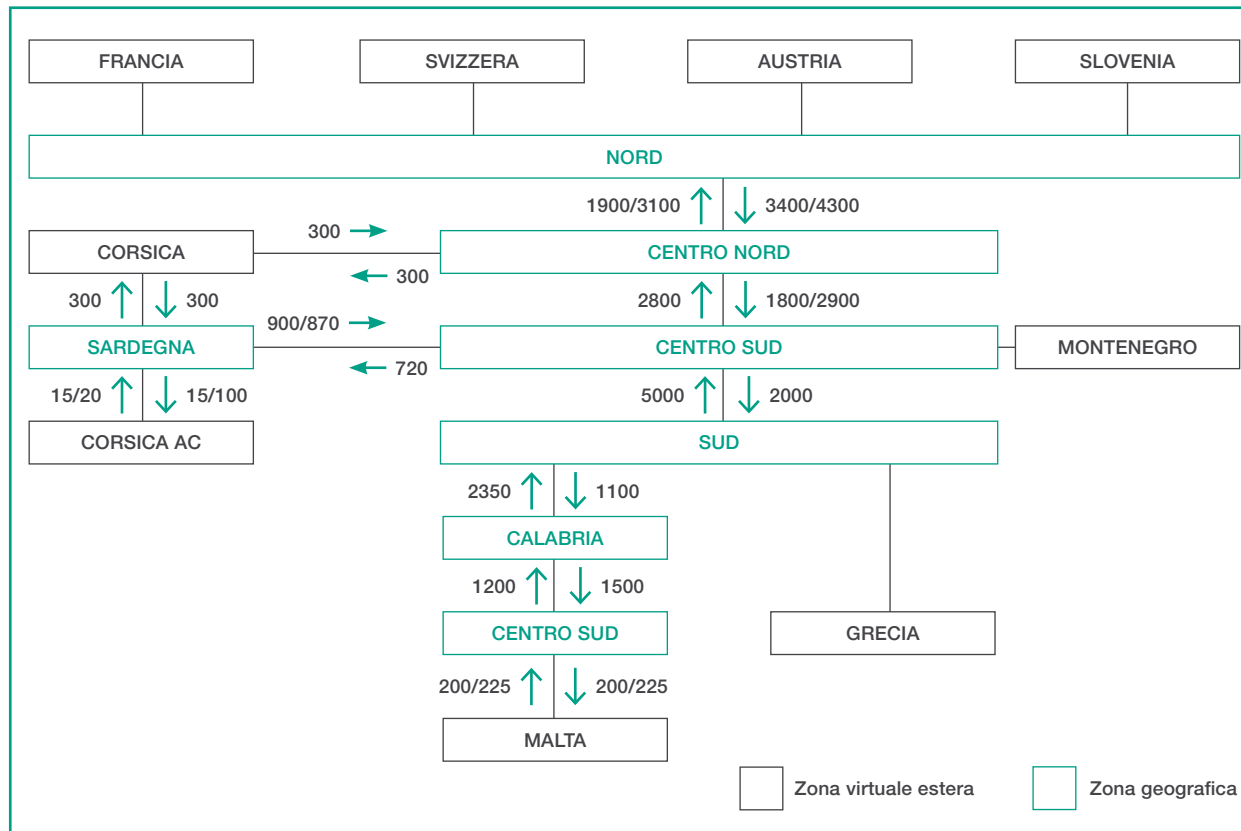 FRANCIA
SVIZZERA
AUSTRIA
SLOVENIA
NORD
1900/3100
3400/4300
300
CORSICA
CENTRO NORD
300
300
300
2800
1800/2900
900/870
SARDEGNA
CENTRO SUD
MONTENEGRO
720
15/20
15/100
5000
2000
CORSICA AC
SUD
2350
1100
CALABRIA
1200
1500
CENTRO SUD
GRECIA
200/225
200/225
MALTA
Zona virtuale estera
Zona geografica